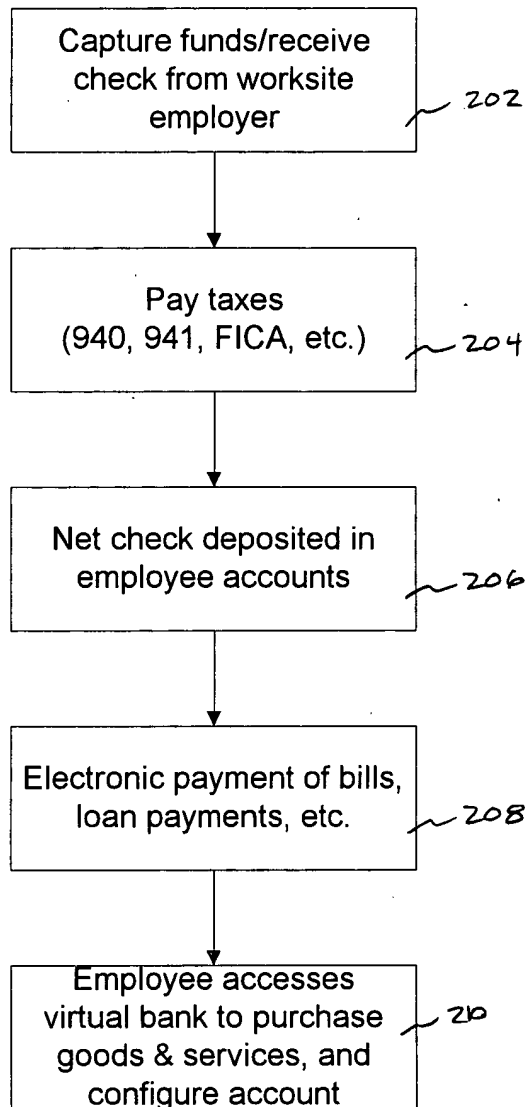 Capture funds/receive
check from worksite
employer
202
Pay taxes
(940, 941, FICA, etc.)
204
Net check deposited in
employee accounts
206
Electronic payment of bills,
loan payments, etc.
208
Employee accesses
virtual bank to purchase
goods & services, and
configure account
210